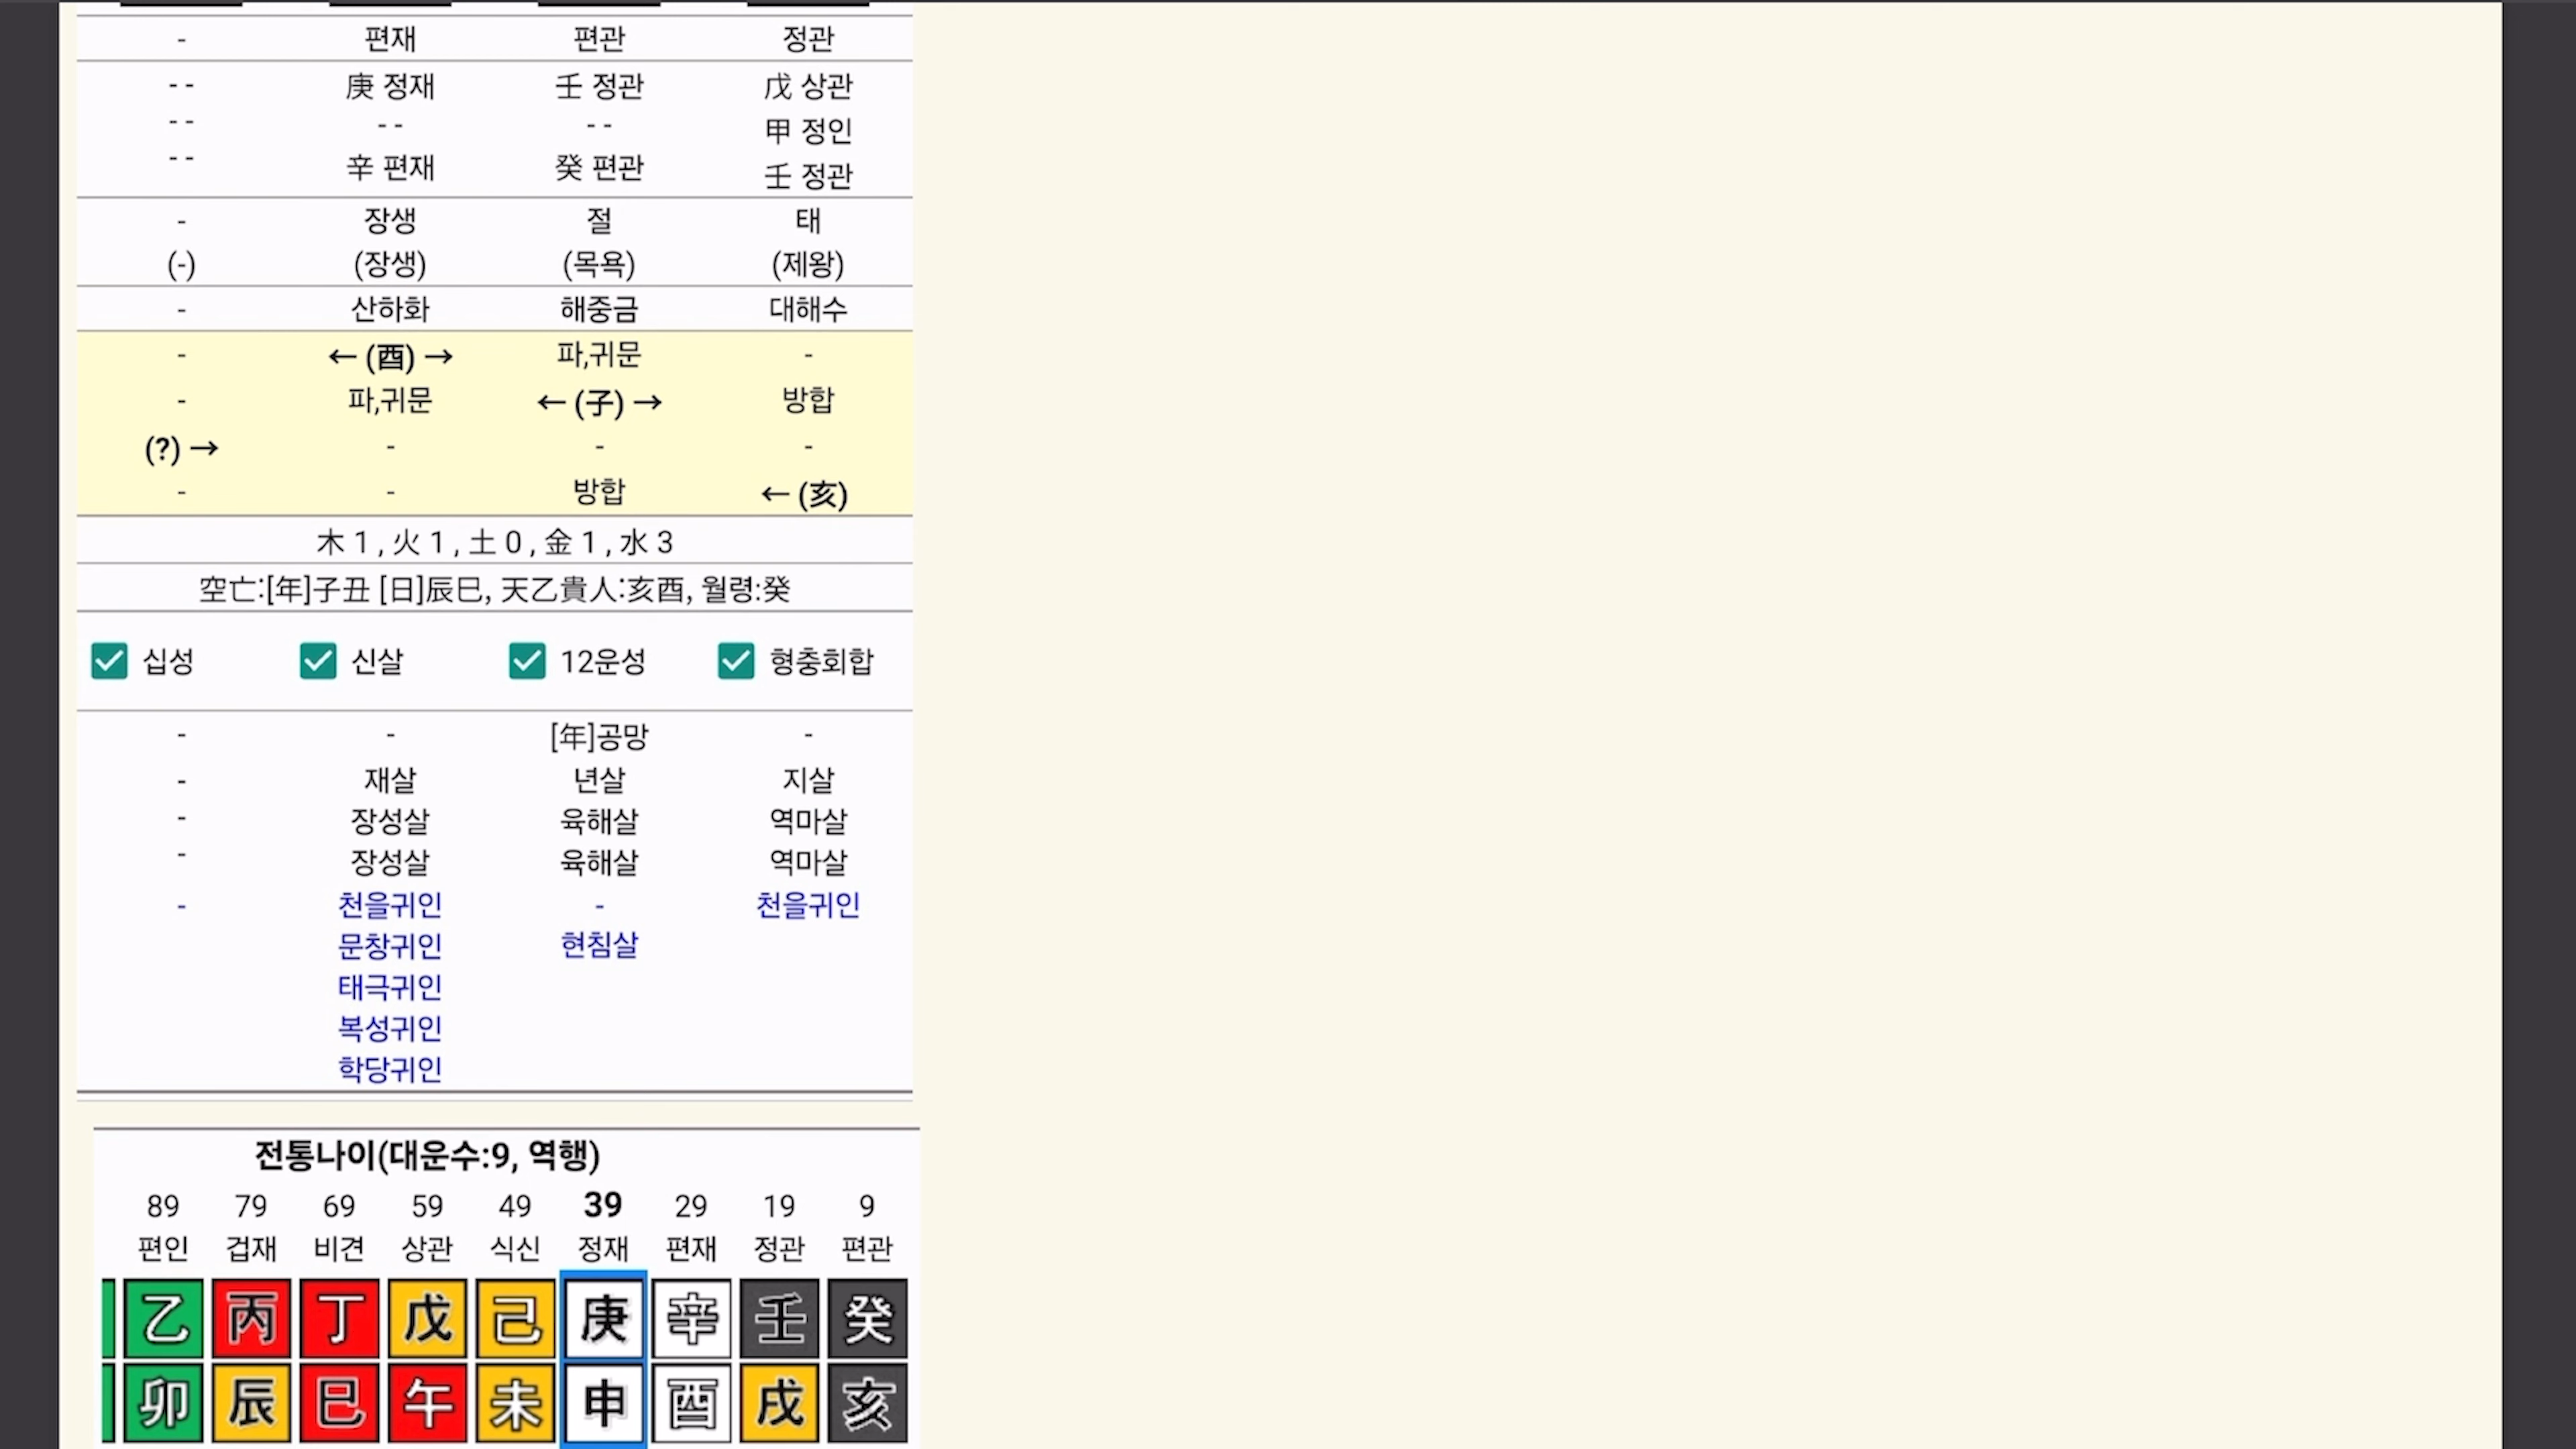 - 편재 편관 정관
- - 庚 정재 壬 정관 戊 상관
- - - - - - 甲 정인
- - 辛 편재 癸 편관 壬 정관
- 장생 절 태
(-) (장생) (목욕) (제왕)
- 산하화 해중금 대해수
- ← (酉) → 파,귀문 -
- 파,귀문 ← (子) → 방합
(?) → - - -
- - 방합 ← (亥)
木 1 , 火 1 , 土 0 , 金 1 , 水 3
空亡:[年]子丑 [日]辰巳, 天乙貴人:亥酉, 월령:癸
십성 신살 12운성 형충회합
- - [年]공망 -
- 재살 년살 지살
- 장성살 육해살 역마살
- 장성살 육해살 역마살
- 천을귀인 - 천을귀인
문창귀인 현침살
태극귀인
복성귀인
학당귀인
전통나이(대운수:9, 역행)
89 79 69 59 49 39 29 19 9
편인 겁재 비견 상관 식신 정재 편재 정관 편관
乙 丙 丁 戊 己 庚 辛 壬 癸
卯 辰 巳 午 未 申 酉 戌 亥